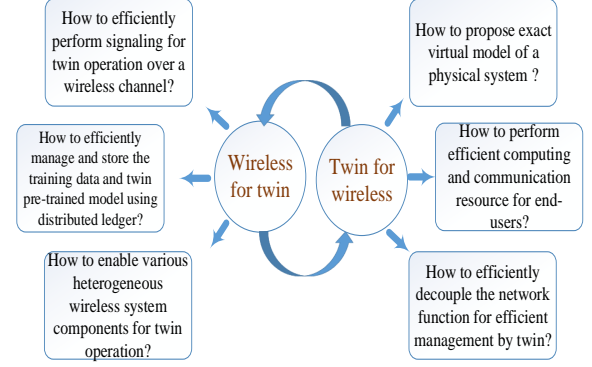 How to efficiently
perform signaling for
twin operation over a
wireless channel?
How to propose exact
virtual model of a
physical system ?
How to efficiently
manage and store the
training data and twin
pre-trained model using
distributed ledger?
Wireless
for twin
Twin for
wireless
How to perform
efficient computing
and communication
resource for end-
users?
How to enable various
heterogeneous
wireless system
components for twin
operation?
How to efficiently
decouple the network
function for efficient
management by twin?